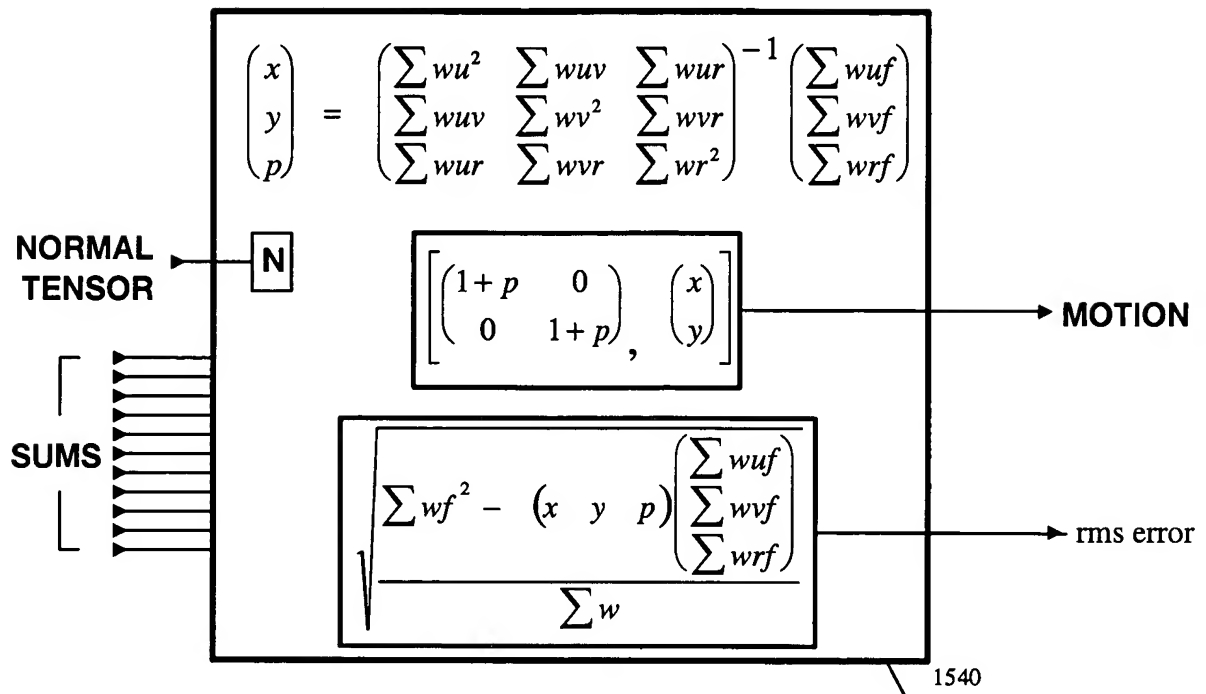 (x y p) = (∑wu² ∑wuv ∑wur
∑wuv ∑wv² ∑wvr
∑wur ∑wvr ∑wr²)⁻¹ (∑wuf
∑wvf
∑wrf)
NORMAL
TENSOR
N
[(1 + p 0
0 1 + p), (x
y)]
MOTION
SUMS
√ ∑wf² − (x y p) (∑wuf
∑wvf
∑wrf)
∑w
rms error
1540